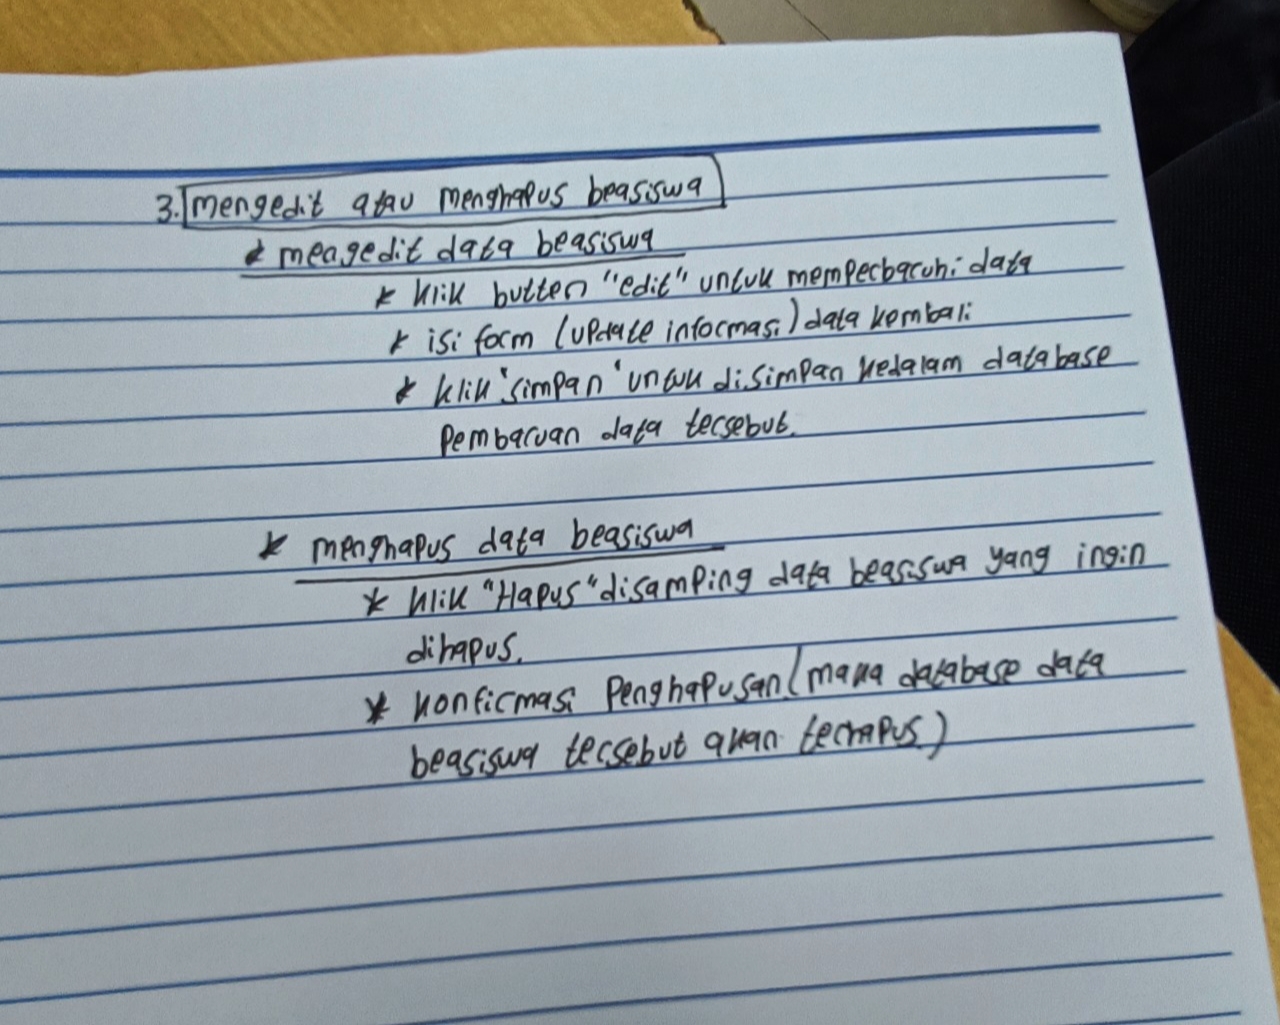 3. mengedit atau menghapus beasiswa
* mengedit data beasiswa
* klik button "edit" untuk memperbaruhi data
* isi form (update informasi) data kembali
* klik 'simpan' untuk disimpan kedalam database
pembaruan data tersebut.
* menghapus data beasiswa
* klik "Hapus" disamping data beasiswa yang ingin
dihapus.
* konfirmasi Penghapusan (maka database data
beasiswa tersebut akan terhapus)